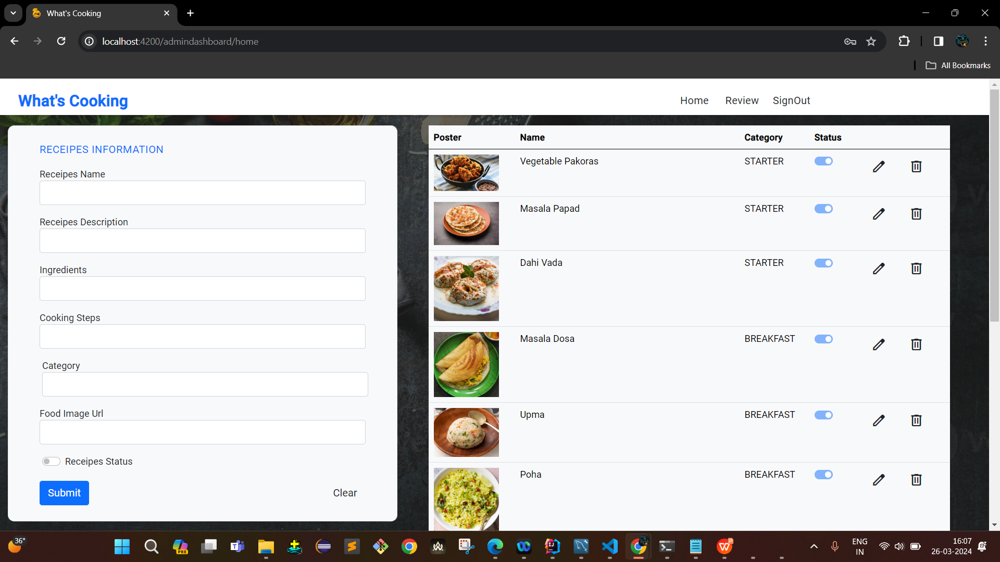 What's Cooking
localhost:4200/admindashboard/home
All Bookmarks
What's Cooking
Home Review SignOut
RECEIPES INFORMATION
Receipes Name
Receipes Description
Ingredients
Cooking Steps
Category
Food Image Url
Receipes Status
Submit Clear
Poster Name Category Status
Vegetable Pakoras STARTER
Masala Papad STARTER
Dahi Vada STARTER
Masala Dosa BREAKFAST
Upma BREAKFAST
Poha BREAKFAST
36°
PRE
ENG
IN
16:07
26-03-2024